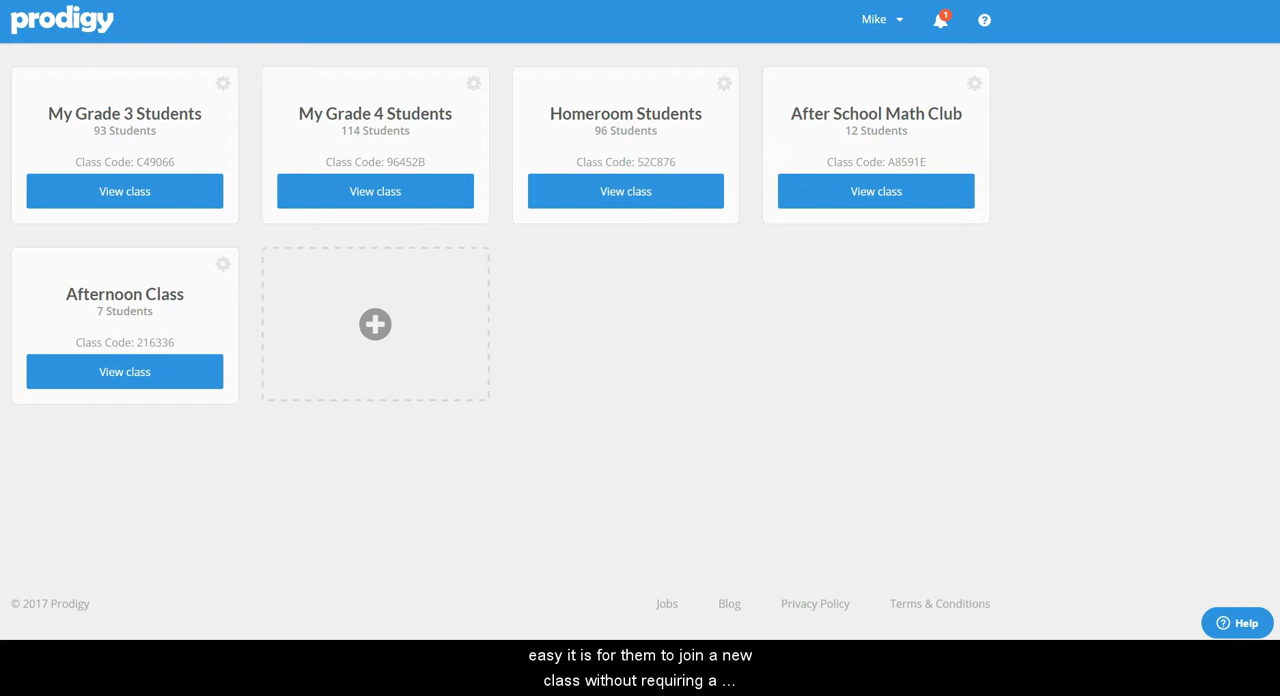 prodigy
Mike
1
My Grade 3 Students
93 Students
Class Code: C49066
View class
My Grade 4 Students
114 Students
Class Code: 96452B
View class
Homeroom Students
96 Students
Class Code: 52C876
View class
After School Math Club
12 Students
Class Code: A8591E
View class
Afternoon Class
7 Students
Class Code: 216336
View class
© 2017 Prodigy
Jobs
Blog
Privacy Policy
Terms & Conditions
Help
easy it is for them to join a new
class without requiring a ...